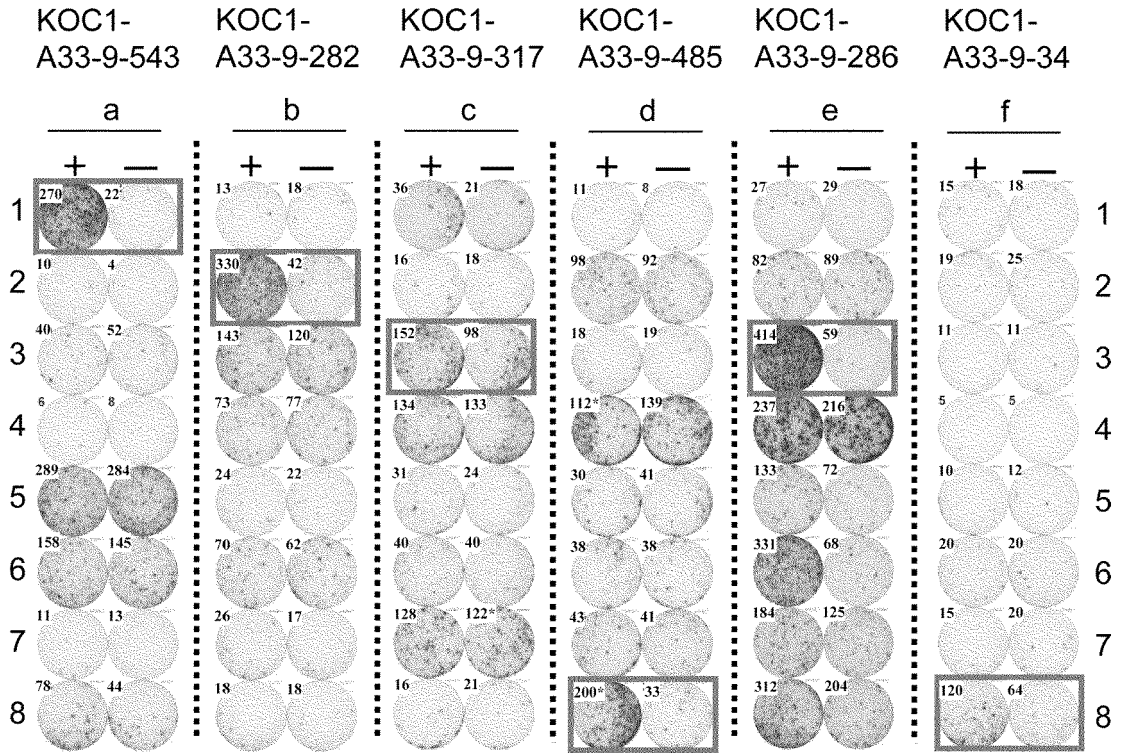 KOC1- KOC1- KOC1- KOC1- KOC1- KOC1-
A33-9-543 A33-9-282 A33-9-317 A33-9-485 A33-9-286 A33-9-34
a b c d e f
+ — + — + — + — + — + —
1 270 22 13 18 36 21 11 8 27 29 15 18 1
2 10 4 330 42 16 18 98 92 82 89 19 25 2
3 40 52 143 120 152 98 18 19 414 59 11 11 3
4 6 8 73 77 134 133 112* 139 237 216 5 5 4
5 289 284 24 22 31 24 30 41 133 72 10 12 5
6 158 145 70 62 40 40 38 38 331 68 20 20 6
7 11 13 26 17 128 122* 43 41 184 125 15 20 7
8 78 44 18 18 16 21 200* 33 312 204 120 64 8